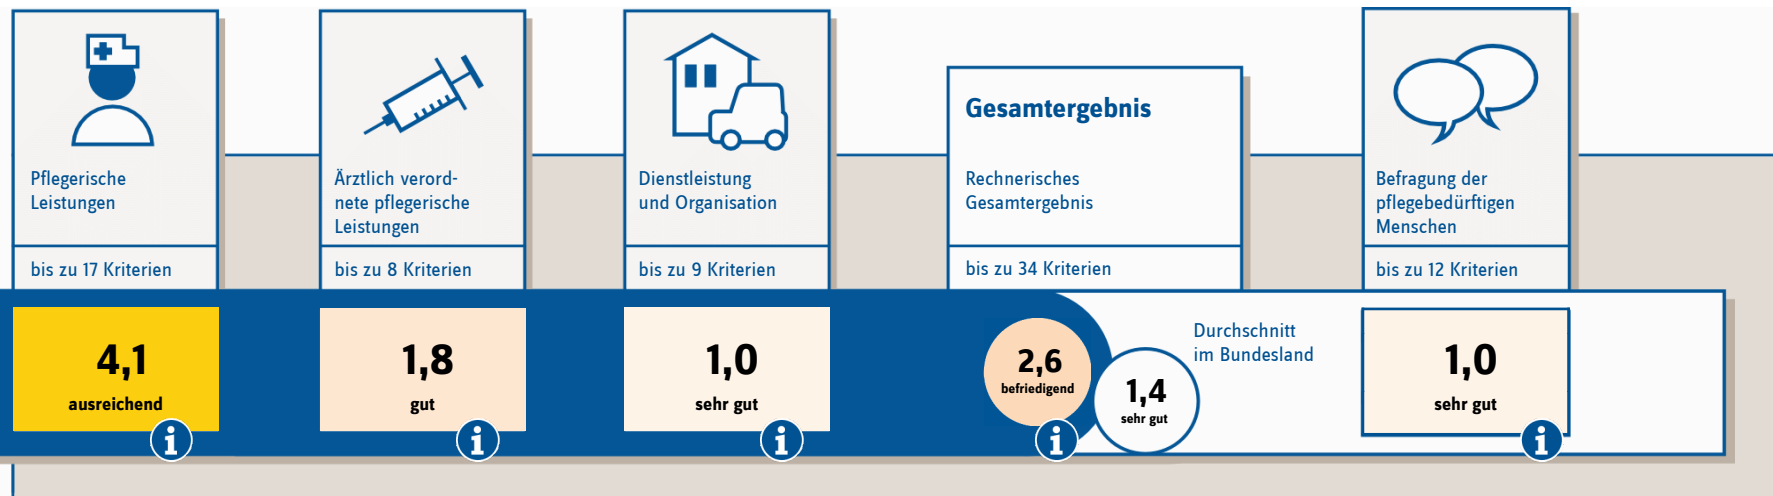 Pflegerische
Leistungen
bis zu 17 Kriterien
4,1
ausreichend
i
Ärztlich verord-
nete pflegerische
Leistungen
bis zu 8 Kriterien
1,8
gut
i
Dienstleistung
und Organisation
bis zu 9 Kriterien
1,0
sehr gut
i
Gesamtergebnis
Rechnerisches
Gesamtergebnis
bis zu 34 Kriterien
2,6
befriedigend
i
Durchschnitt
im Bundesland
1,4
sehr gut
Befragung der
pflegebedürftigen
Menschen
bis zu 12 Kriterien
1,0
sehr gut
i